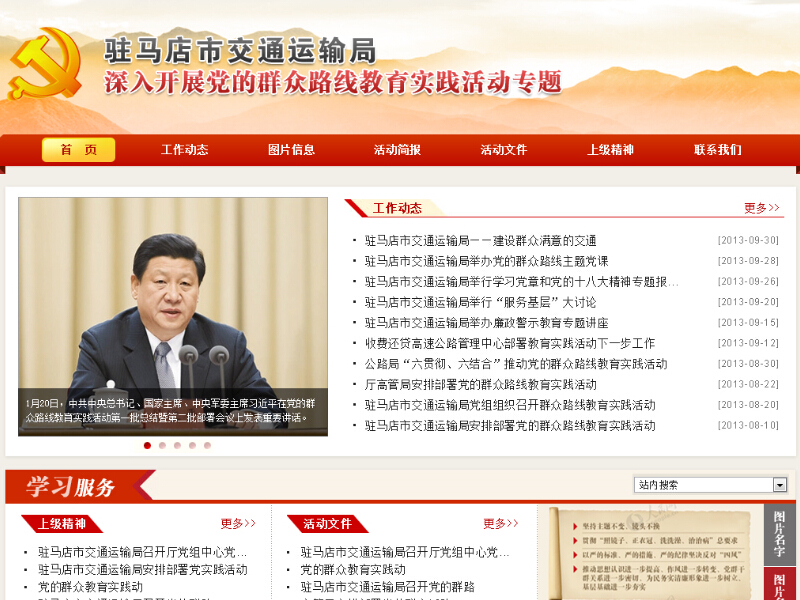 驻马店市交通运输局
深入开展党的群众路线教育实践活动专题
首 页 工作动态 图片信息 活动简报 活动文件 上级精神 联系我们
1月20日，中共中央总书记、国家主席、中央军委主席习近平在党的群
众路线教育实践活动第一批总结暨第二批部署会议上发表重要讲话。
工作动态 更多>>
· 驻马店市交通运输局——建设群众满意的交通 [2013-09-30]
· 驻马店市交通运输局举办党的群众路线主题党课 [2013-09-28]
· 驻马店市交通运输局举行学习党章和党的十八大精神专题报... [2013-09-26]
· 驻马店市交通运输局举行“服务基层”大讨论 [2013-09-20]
· 驻马店市交通运输局举办廉政警示教育专题讲座 [2013-09-15]
· 收费还贷高速公路管理中心部署教育实践活动下一步工作 [2013-09-12]
· 公路局“六贯彻、六结合”推动党的群众路线教育实践活动 [2013-08-30]
· 厅高管局安排部署党的群众路线教育实践活动 [2013-08-22]
· 驻马店市交通运输局党组组织召开群众路线教育实践活动 [2013-08-20]
· 驻马店市交通运输局安排部署党的群众路线教育实践活动 [2013-08-10]
学习服务
站内搜索
上级精神 更多>>
· 驻马店市交通运输局召开厅党组中心党...
· 驻马店市交通运输局安排部署党实践活动
· 党的群众教育实践动
活动文件 更多>>
· 驻马店市交通运输局召开厅党组中心党...
· 党的群众教育实践动
· 驻马店市交通运输局召开党的群路
坚持主题不变、镜头不换
贯彻“照镜子、正衣冠、洗洗澡、治治病”总要求
以严的标准、严的措施、严的纪律坚决反对“四风”
推动思想认识进一步提高、作风进一步转变、党群干
群关系进一步密切、为民务实清廉形象进一步树立、
基层基础进一步夯实
图片名字
图片名